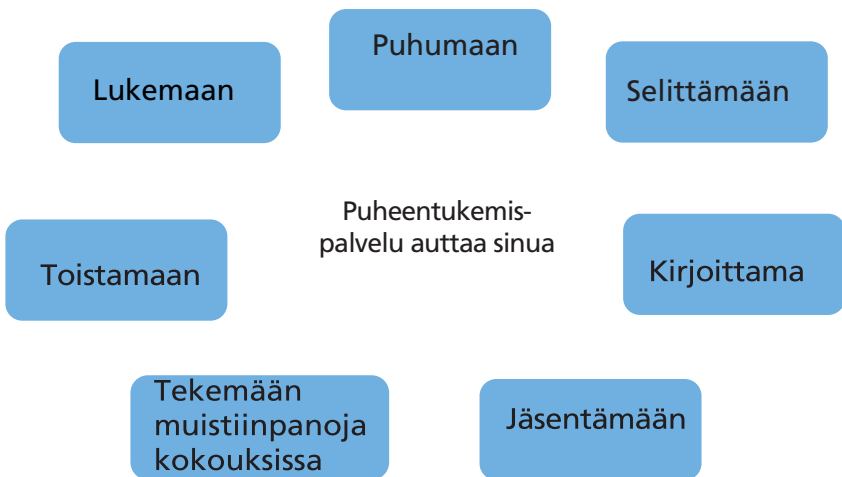 Puhumaan
Lukemaan
Selittämään
Puheentukemis-
palvelu auttaa sinua
Toistamaan
Kirjoittama
Tekemään
muistiinpanoja
kokouksissa
Jäsentämään